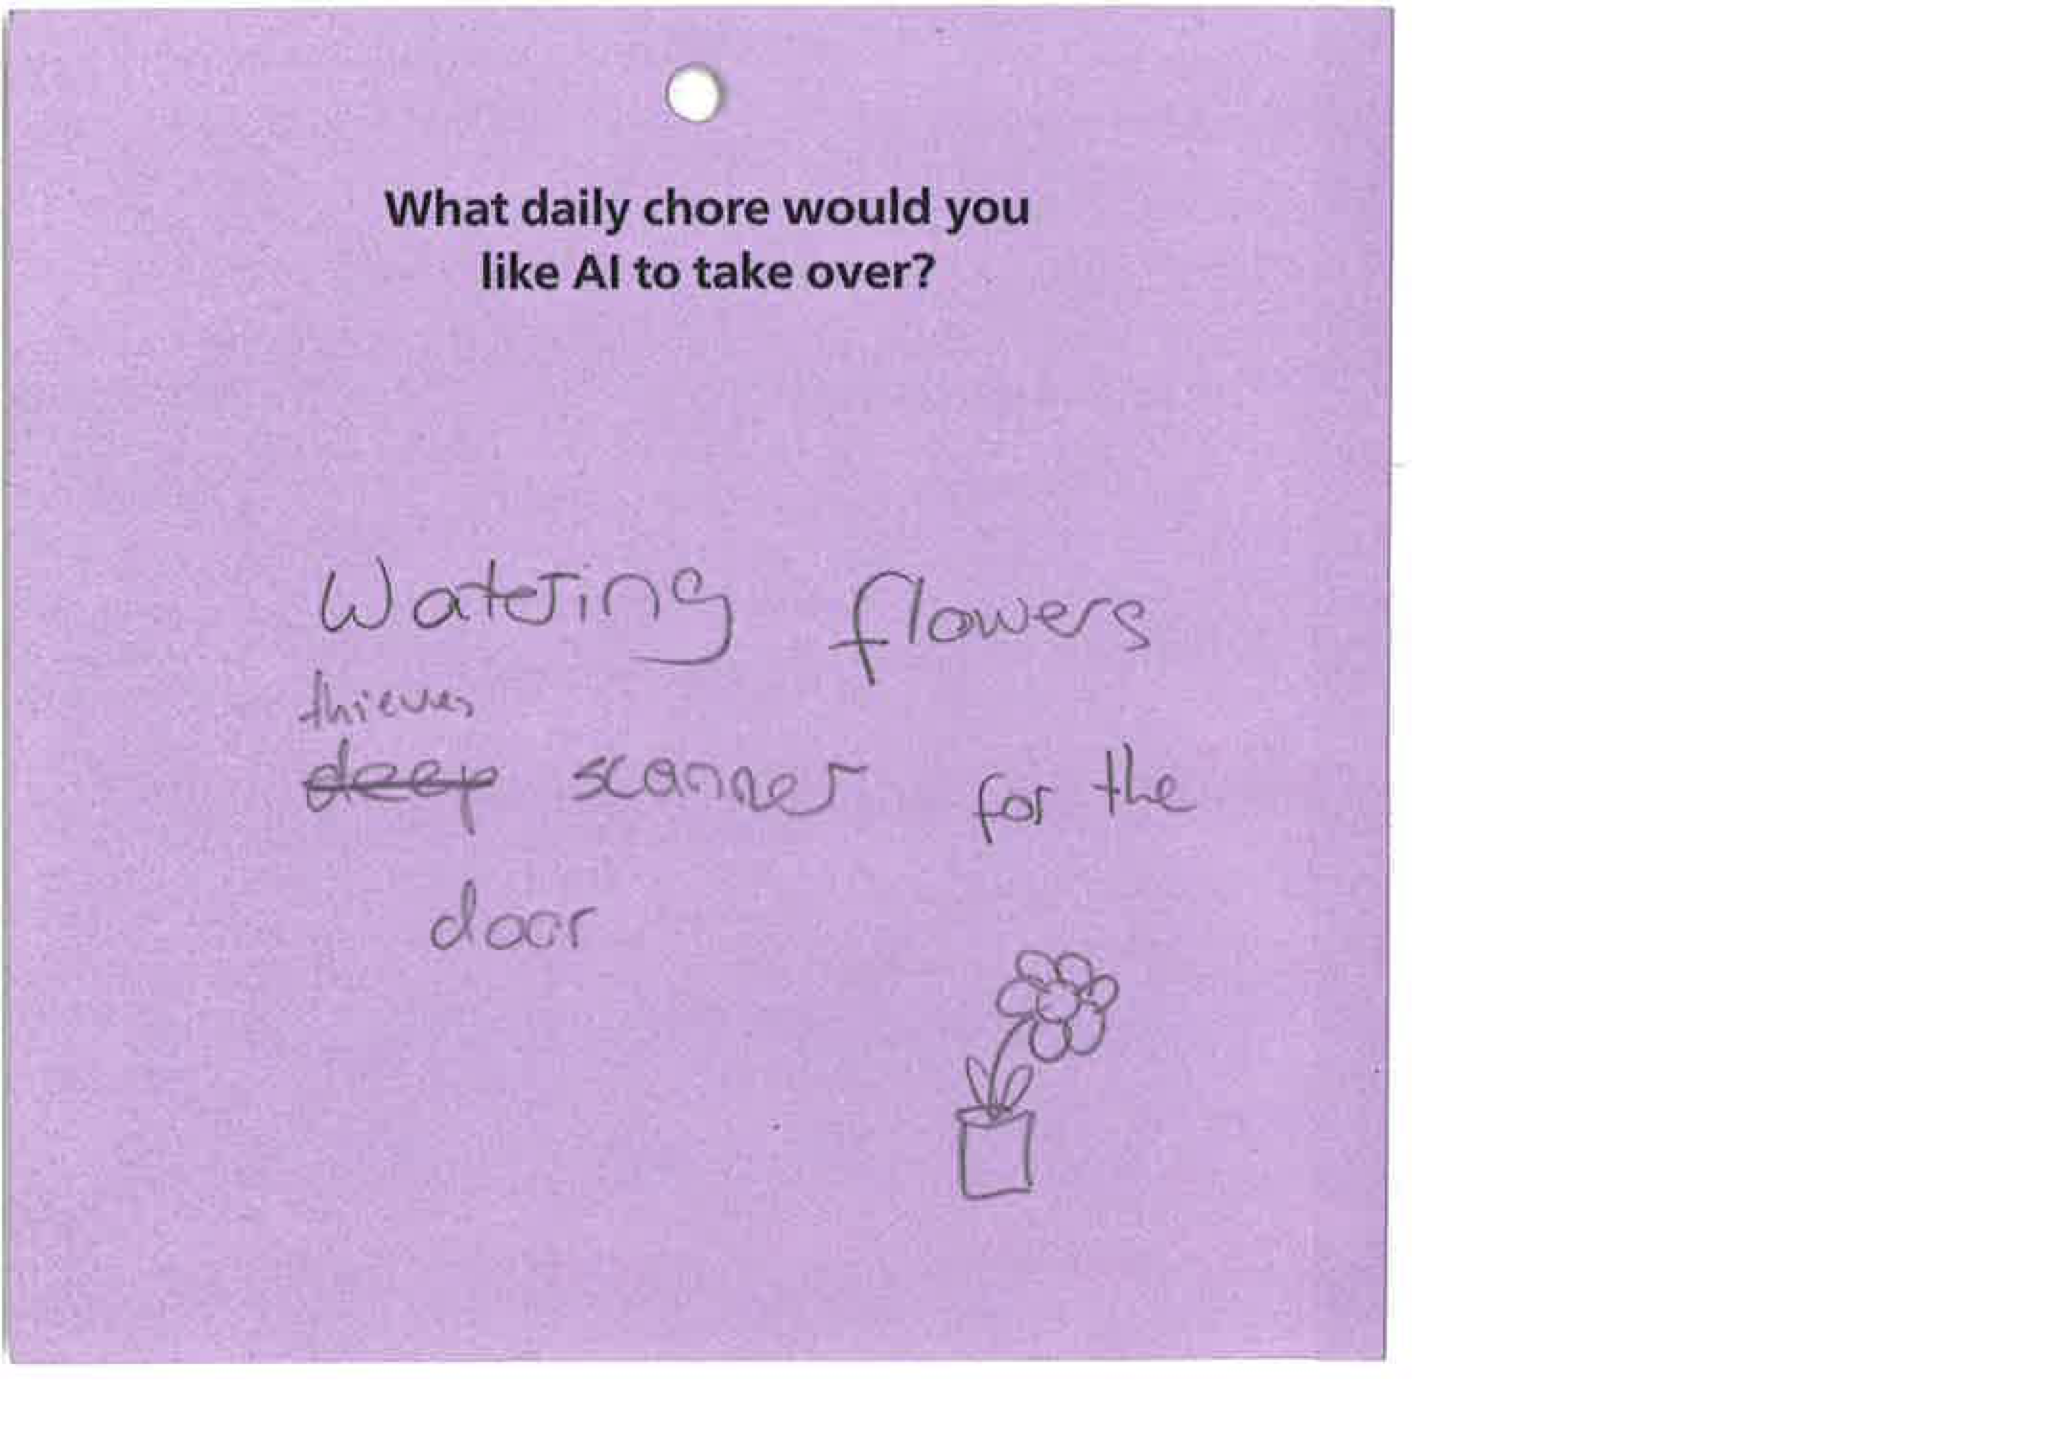 What daily chore would you
like AI to take over?
Watering flowers
thieves
deep scanner for the
door